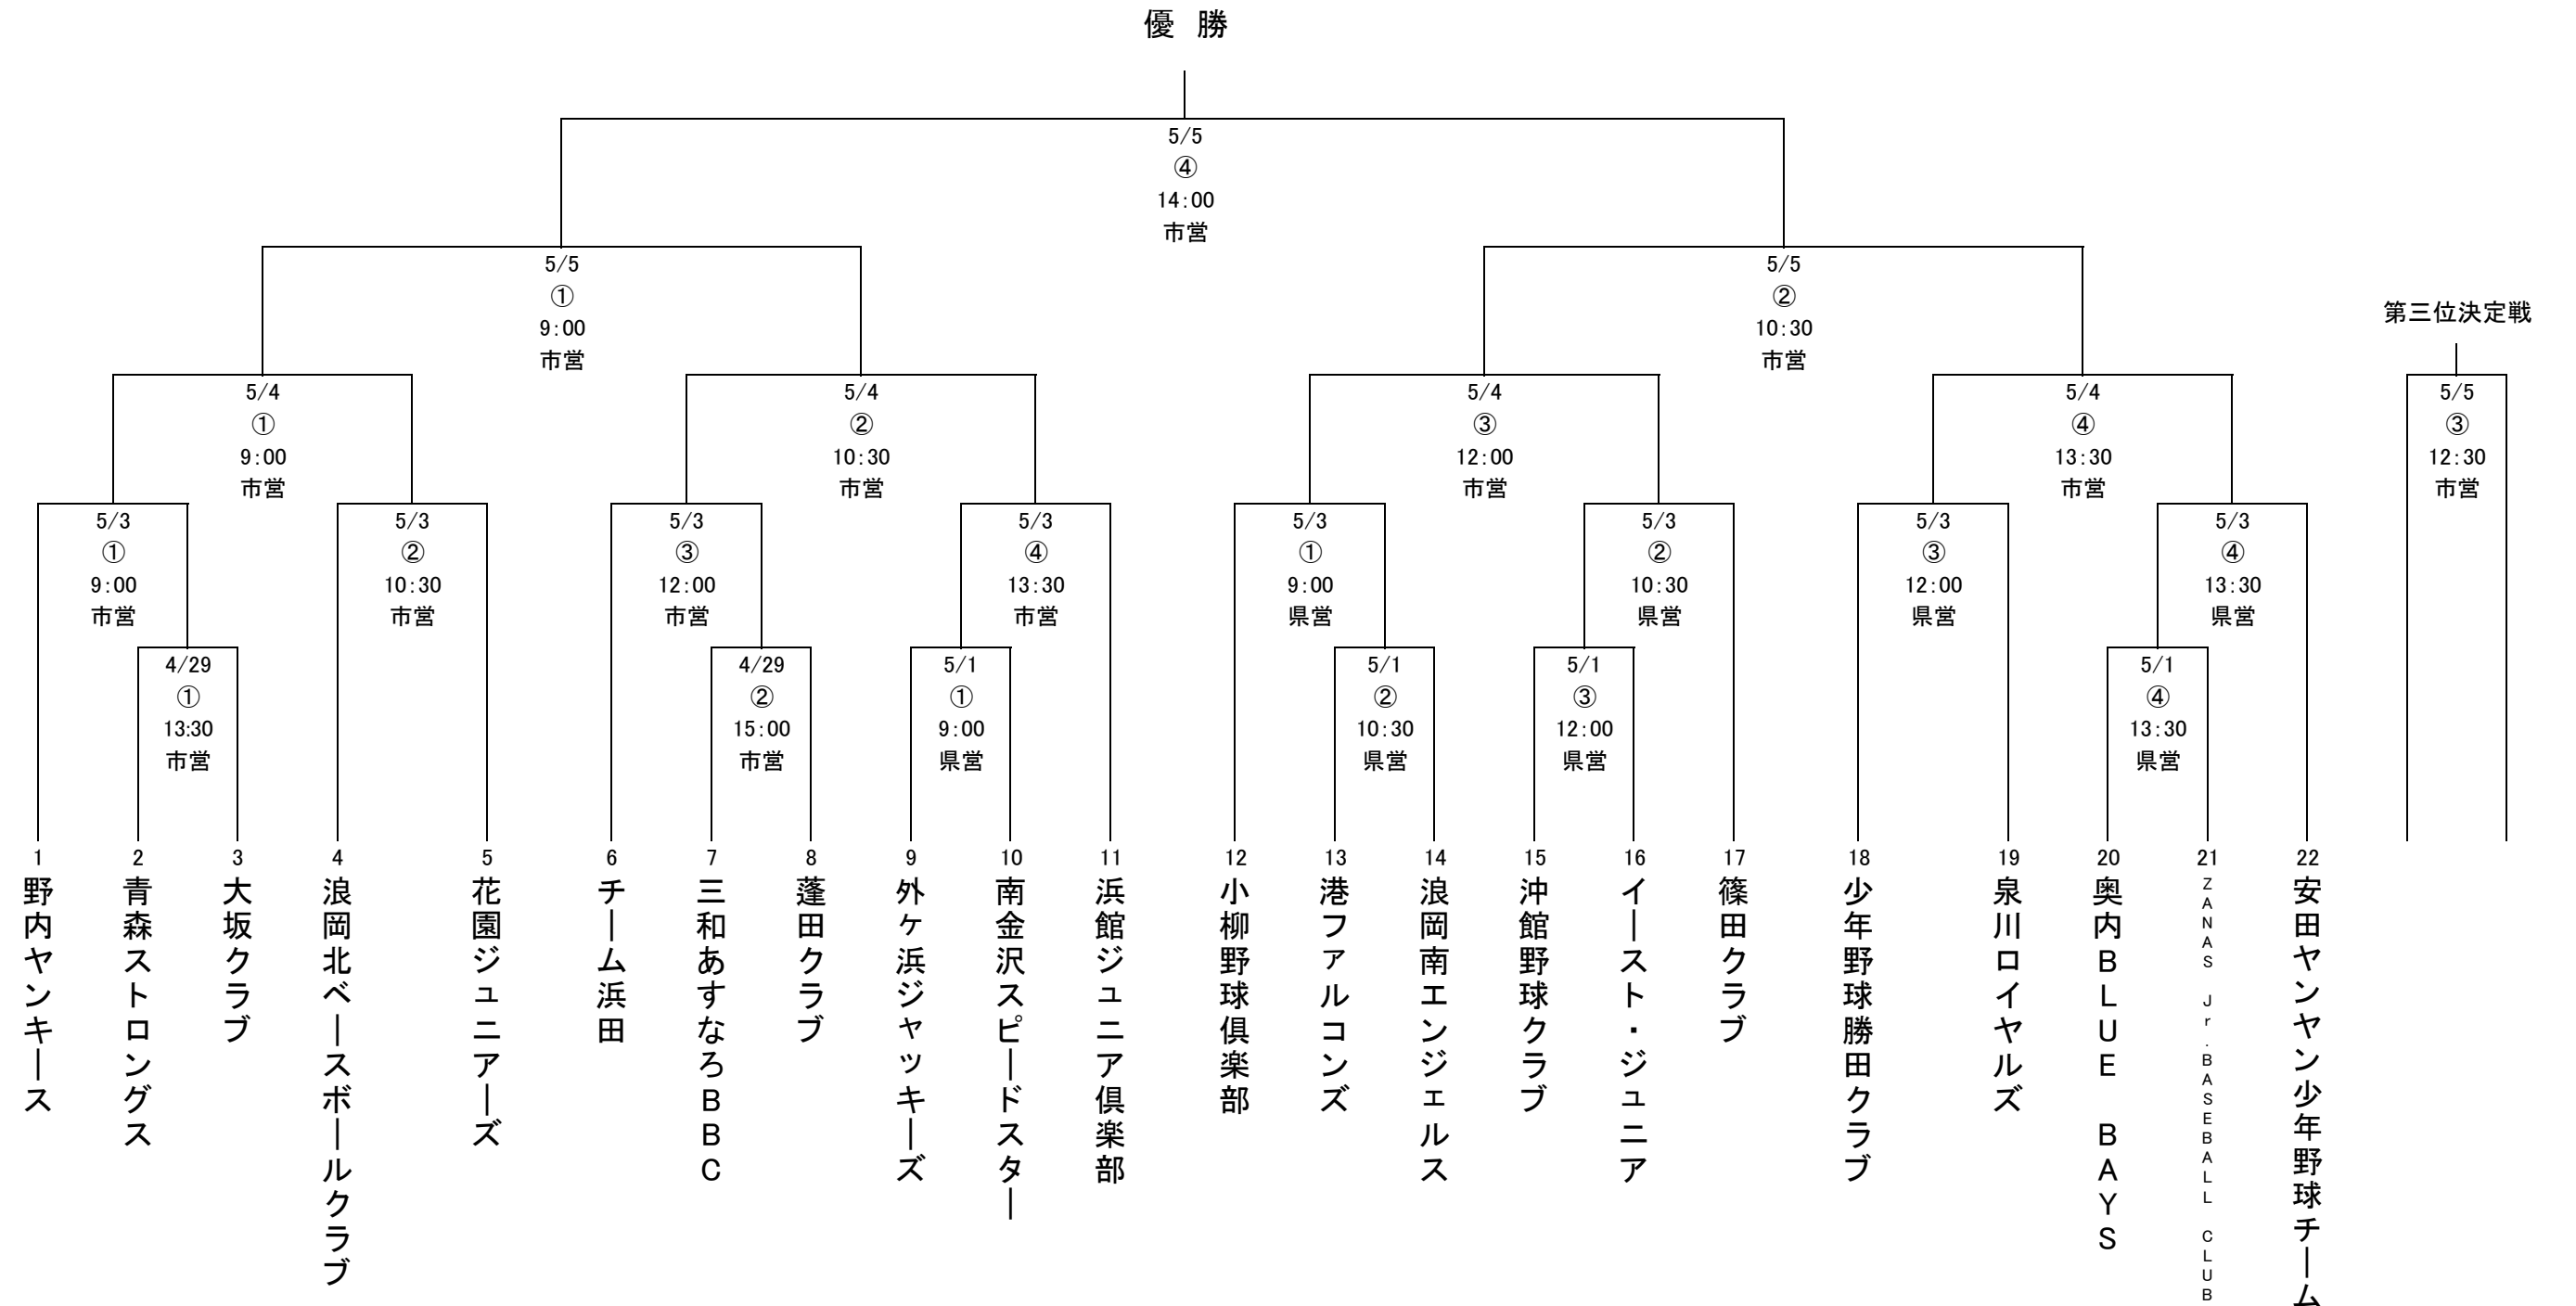 優 勝
5/5
④
14:00
市営
5/5
①
9:00
市営
5/5
②
10:30
市営
第三位決定戦
5/4
①
9:00
市営
5/4
②
10:30
市営
5/4
③
12:00
市営
5/4
④
13:30
市営
5/5
③
12:30
市営
5/3
①
9:00
市営
5/3
②
10:30
市営
5/3
③
12:00
市営
5/3
④
13:30
市営
5/3
①
9:00
県営
5/3
②
10:30
県営
5/3
③
12:00
県営
5/3
④
13:30
県営
4/29
①
13:30
市営
4/29
②
15:00
市営
5/1
①
9:00
県営
5/1
②
10:30
県営
5/1
③
12:00
県営
5/1
④
13:30
県営
1
野内ヤンキース
2
青森ストロングス
3
大坂クラブ
4
浪岡北ベースボールクラブ
5
花園ジュニアーズ
6
チーム浜田
7
三和あすなろBBC
8
蓬田クラブ
9
外ヶ浜ジャッキーズ
10
南金沢スピードスター
11
浜館ジュニア倶楽部
12
小柳野球倶楽部
13
港ファルコンズ
14
浪岡南エンジェルス
15
沖館野球クラブ
16
イースト・ジュニア
17
篠田クラブ
18
少年野球勝田クラブ
19
泉川ロイヤルズ
20
奥内BLUE BAYS
21
ZANAS Jr.BASEBALL CLUB
22
安田ヤンヤン少年野球チーム